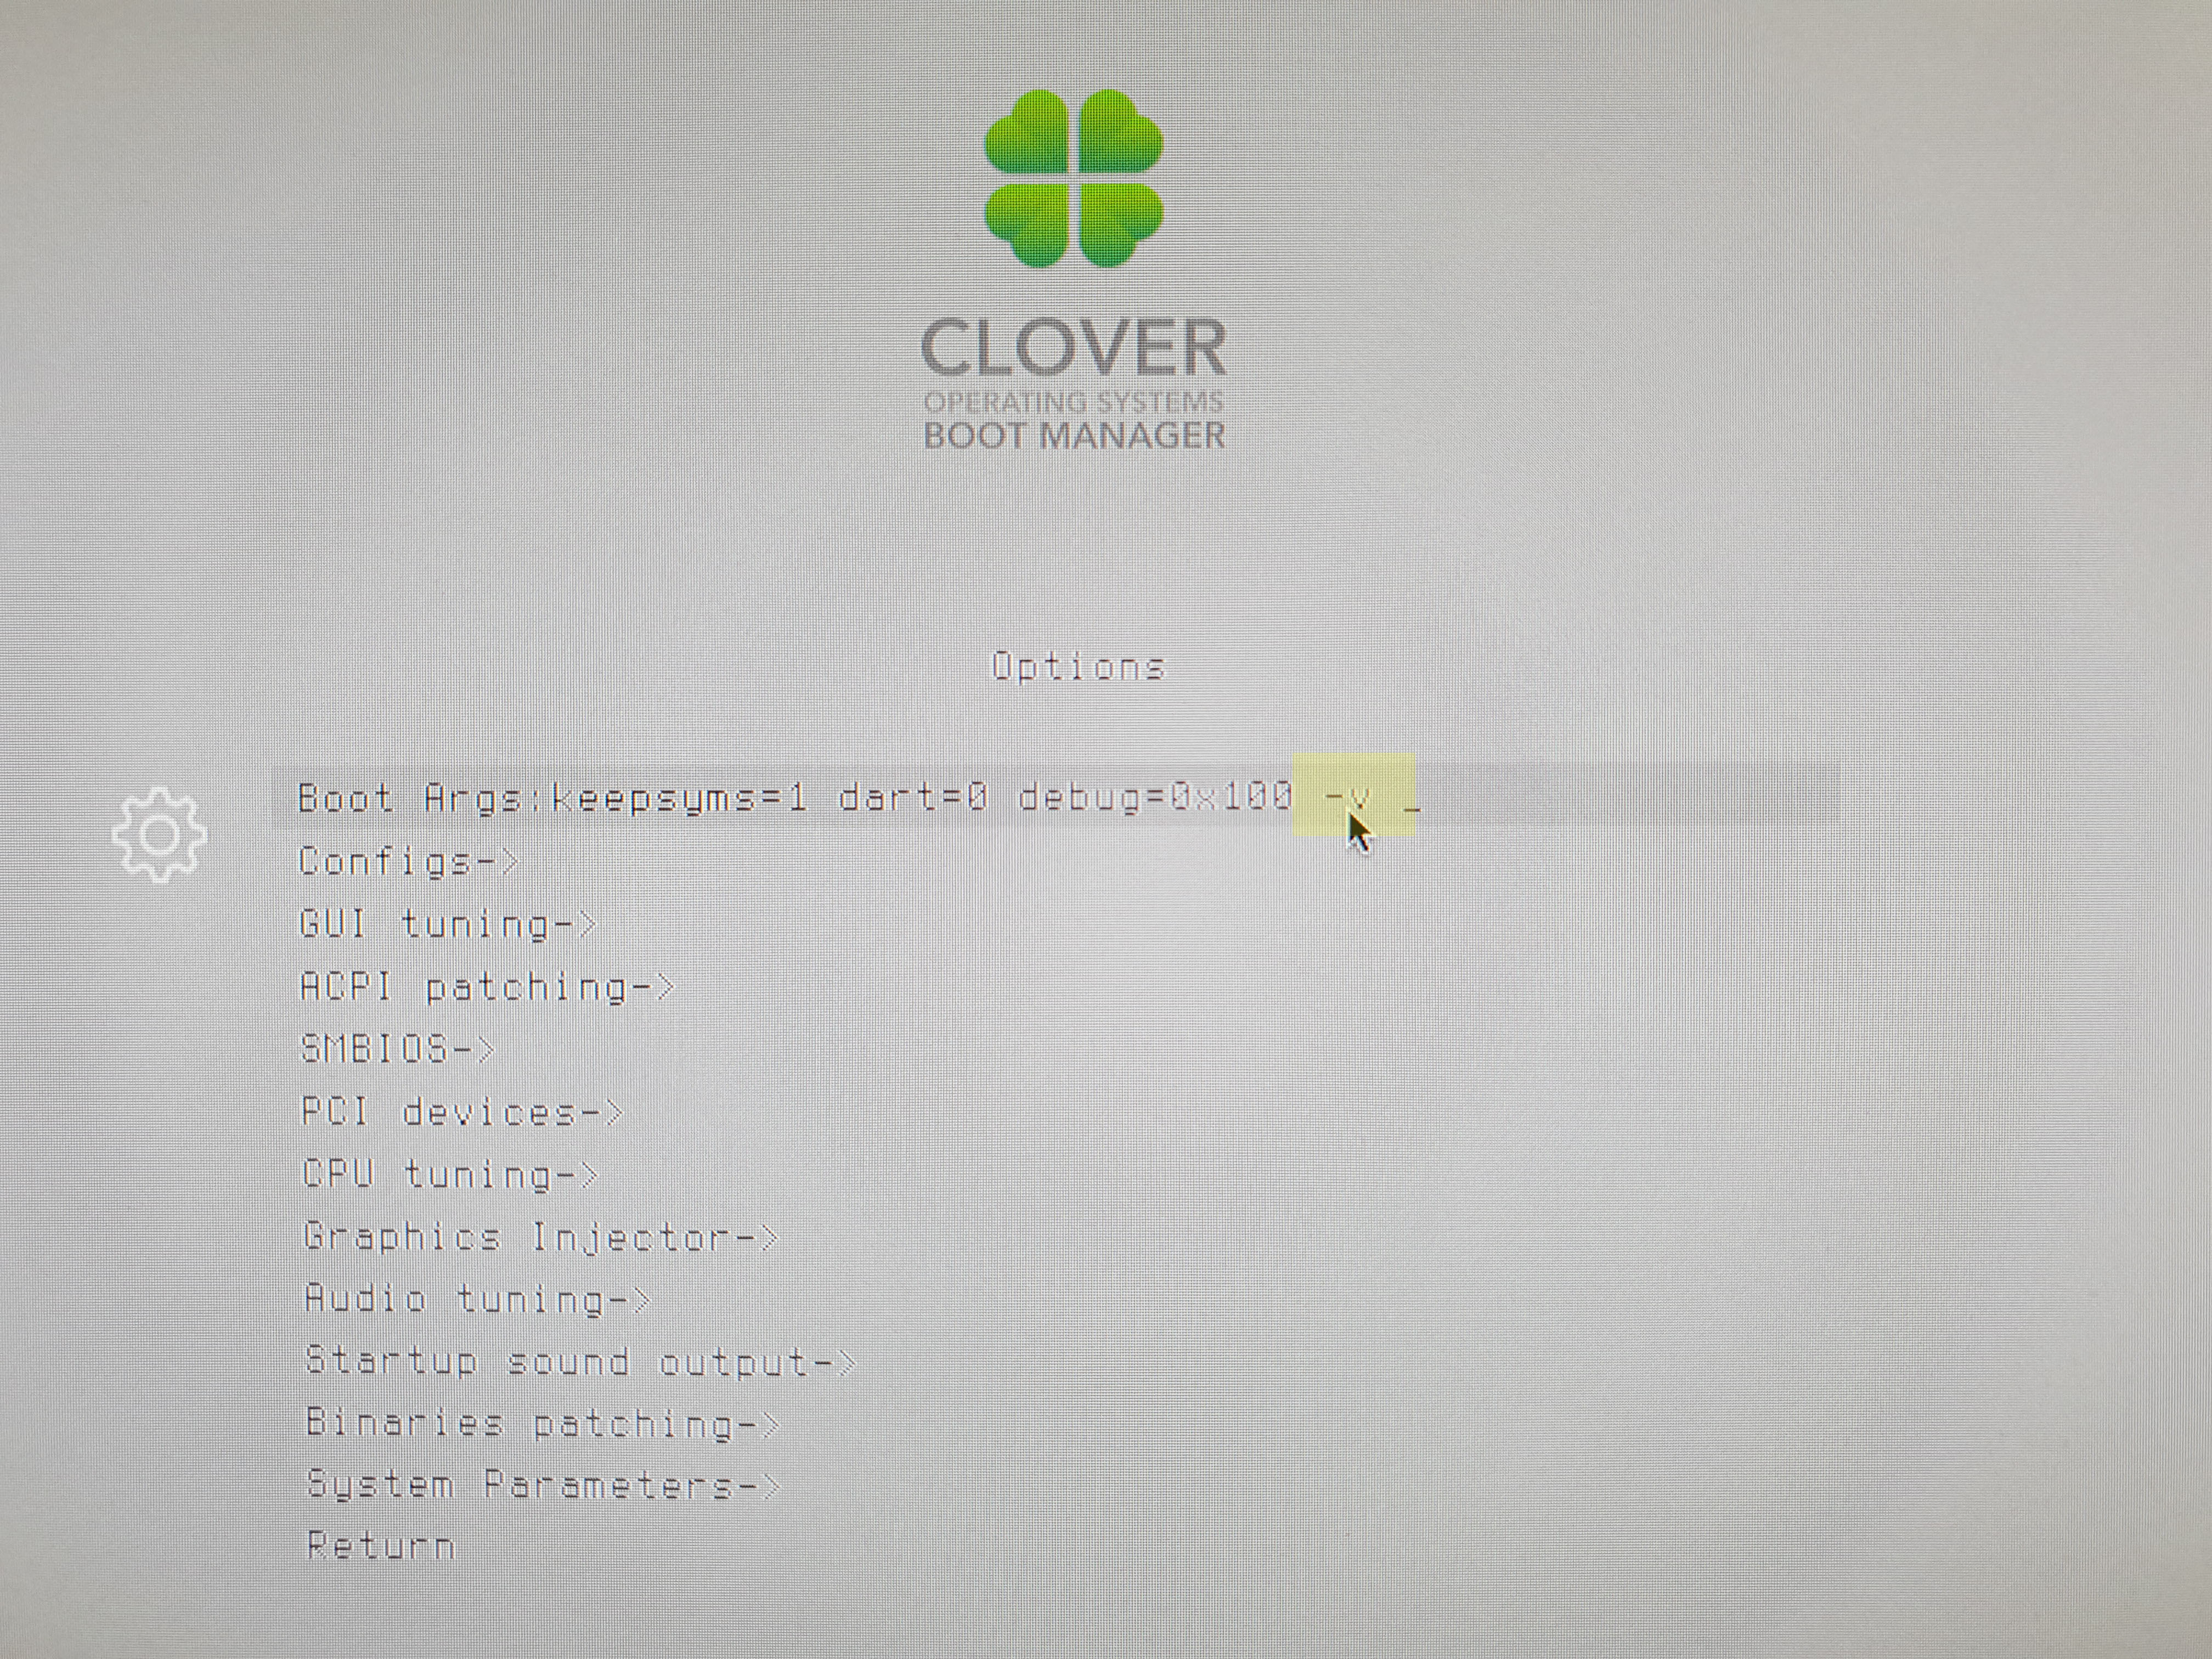 CLOVER
OPERATING SYSTEMS
BOOT MANAGER
Options
Boot Args:keepsyms=1 dart=0 debug=0x100 -v _
Configs->
GUI tuning->
ACPI patching->
SMBIOS->
PCI devices->
CPU tuning->
Graphics Injector->
Audio tuning->
Startup sound output->
Binaries patching->
System Parameters->
Return